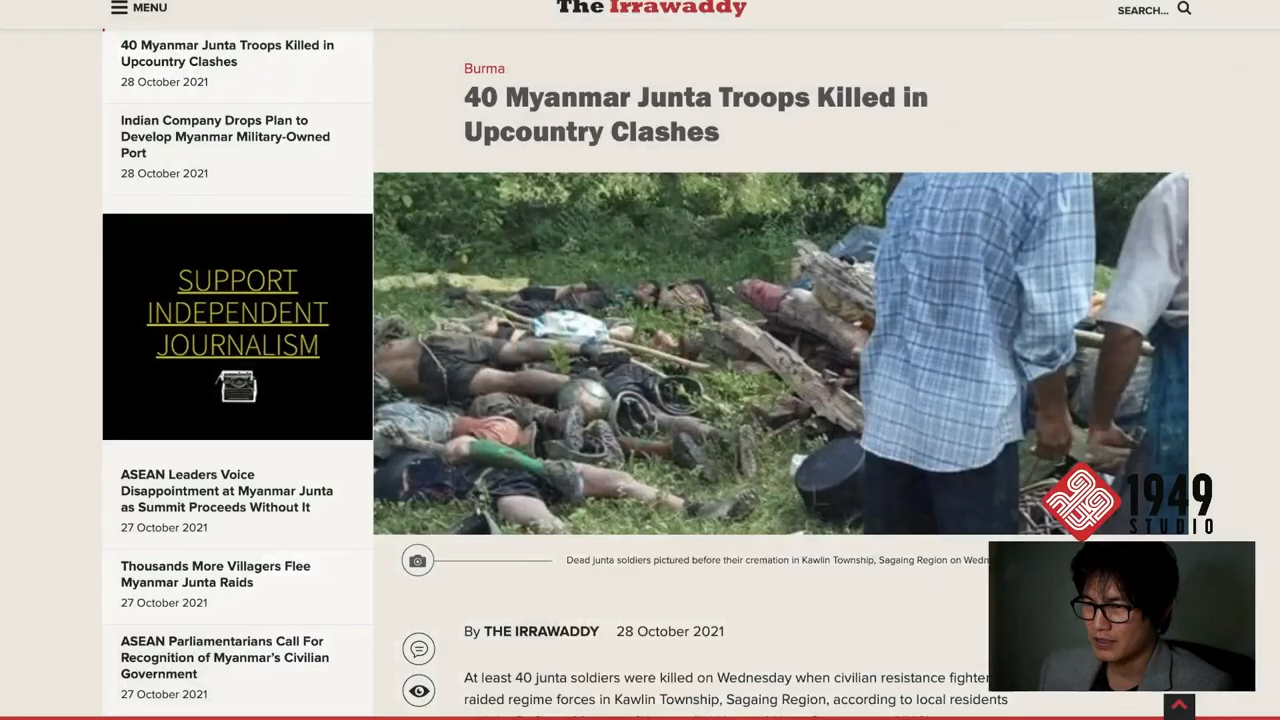 MENU
The Irrawaddy
SEARCH...
40 Myanmar Junta Troops Killed in
Upcountry Clashes
28 October 2021
Indian Company Drops Plan to
Develop Myanmar Military-Owned
Port
28 October 2021
SUPPORT
INDEPENDENT
JOURNALISM
ASEAN Leaders Voice
Disappointment at Myanmar Junta
as Summit Proceeds Without It
27 October 2021
Thousands More Villagers Flee
Myanmar Junta Raids
27 October 2021
ASEAN Parliamentarians Call For
Recognition of Myanmar’s Civilian
Government
27 October 2021
Burma
40 Myanmar Junta Troops Killed in
Upcountry Clashes
1949
STUDIO
Dead junta soldiers pictured before their cremation in Kawlin Township, Sagaing Region on Wedn
By THE IRRAWADDY 28 October 2021
At least 40 junta soldiers were killed on Wednesday when civilian resistance fighter
raided regime forces in Kawlin Township, Sagaing Region, according to local residents